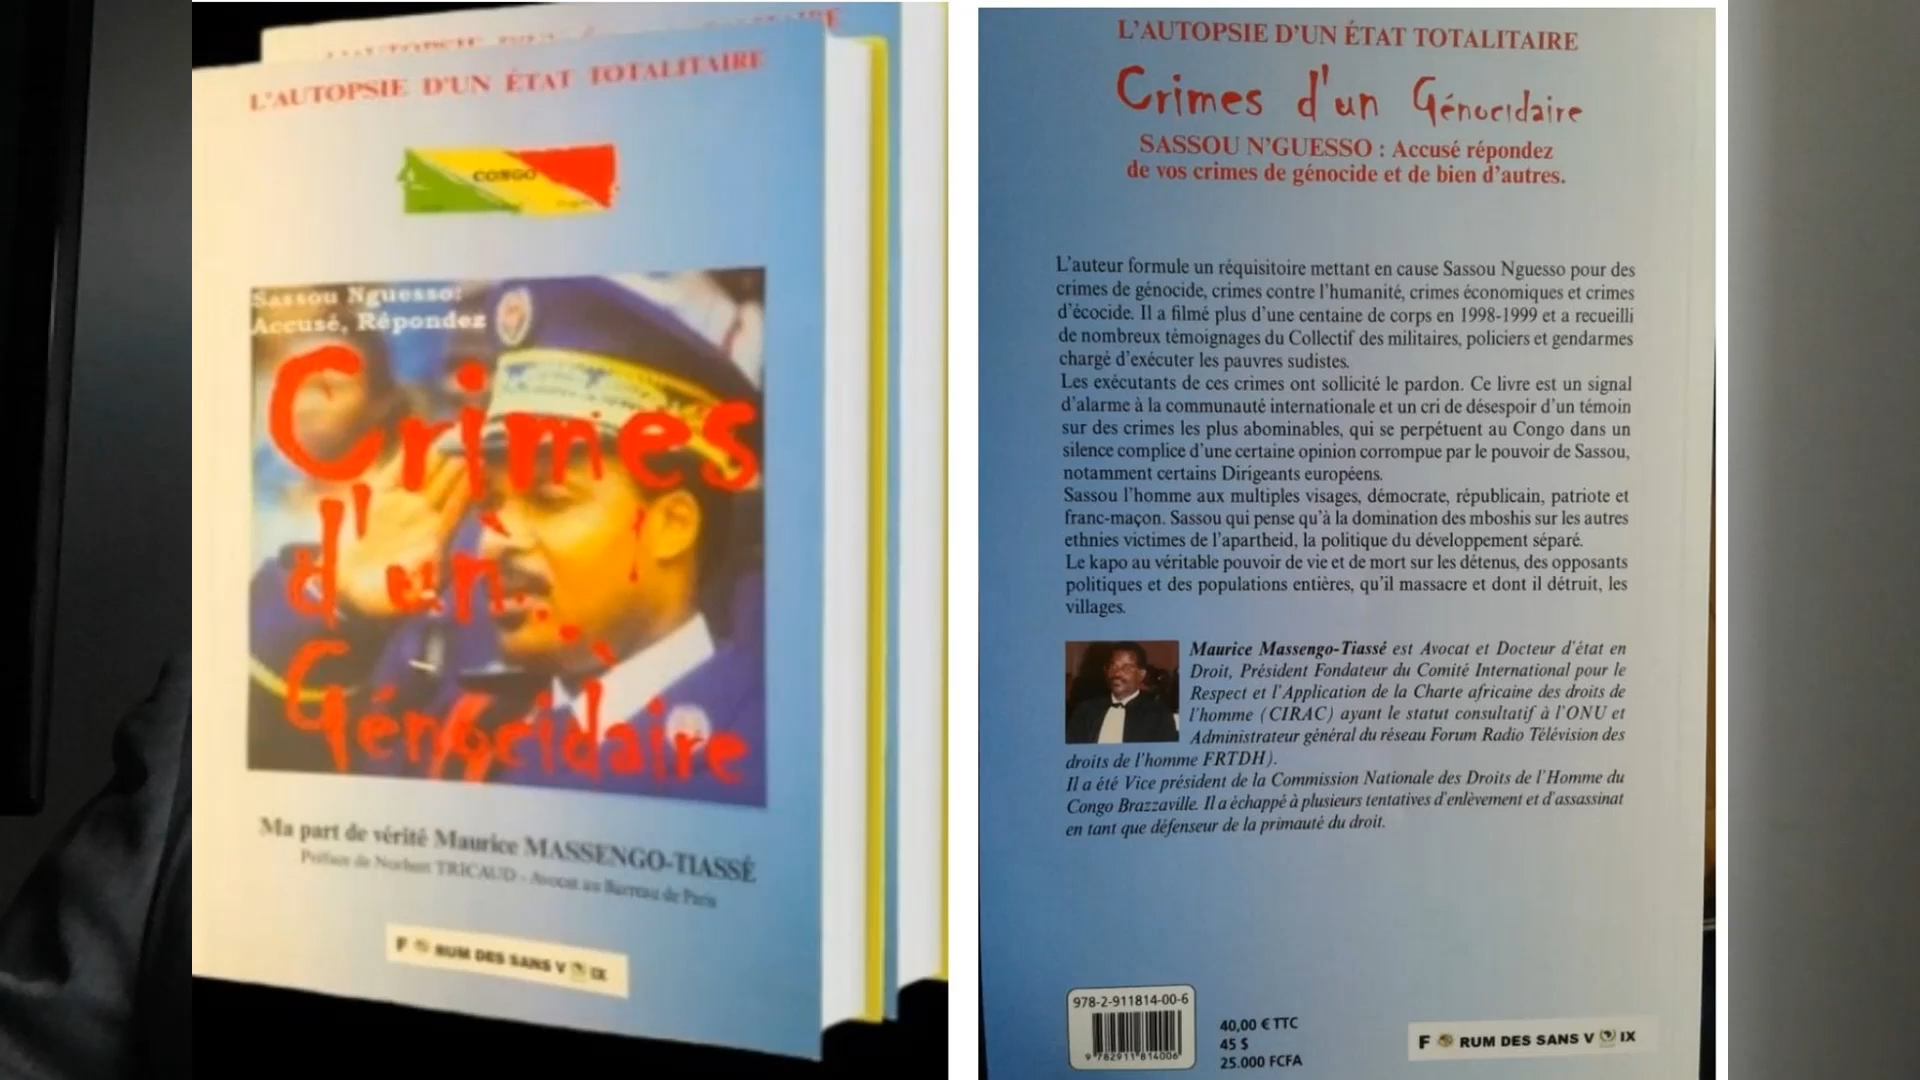 L'AUTOPSIE D'UN ÉTAT TOTALITAIRE
CONGO
Sassou Nguesso:
Accusé, Répondez
Crimes
d'un
Génocidaire
Ma part de vérité Maurice MASSENGO-TIASSÉ
Préface de Norbert TRICAUD - Avocat au Barreau de Paris
FORUM DES SANS VOIX
L'AUTOPSIE D'UN ÉTAT TOTALITAIRE
Crimes d'un Génocidaire
SASSOU N'GUESSO : Accusé répondez
de vos crimes de génocide et de bien d'autres.
L'auteur formule un réquisitoire mettant en cause Sassou Nguesso pour des
crimes de génocide, crimes contre l'humanité, crimes économiques et crimes
d'écocide. Il a filmé plus d'une centaine de corps en 1998-1999 et a recueilli
de nombreux témoignages du Collectif des militaires, policiers et gendarmes
chargé d'exécuter les pauvres sudistes.
Les exécutants de ces crimes ont sollicité le pardon. Ce livre est un signal
d'alarme à la communauté internationale et un cri de désespoir d'un témoin
sur des crimes les plus abominables, qui se perpétuent au Congo dans un
silence complice d'une certaine opinion corrompue par le pouvoir de Sassou,
notamment certains Dirigeants européens.
Sassou l'homme aux multiples visages, démocrate, républicain, patriote et
franc-maçon. Sassou qui pense qu'à la domination des mboshis sur les autres
ethnies victimes de l'apartheid, la politique du développement séparé.
Le kapo au véritable pouvoir de vie et de mort sur les détenus, des opposants
politiques et des populations entières, qu'il massacre et dont il détruit, les
villages.
Maurice Massengo-Tiassé est Avocat et Docteur d'état en
Droit, Président Fondateur du Comité International pour le
Respect et l'Application de la Charte africaine des droits de
l'homme (CIRAC) ayant le statut consultatif à l'ONU et
Administrateur général du réseau Forum Radio Télévision des
droits de l'homme FRTDH).
Il a été Vice président de la Commission Nationale des Droits de l'Homme du
Congo Brazzaville. Il a échappé à plusieurs tentatives d'enlèvement et d'assassinat
en tant que défenseur de la primauté du droit.
978-2-911814-00-6
9 782911 814006
40,00 € TTC
45 $
25.000 FCFA
FORUM DES SANS VOIX